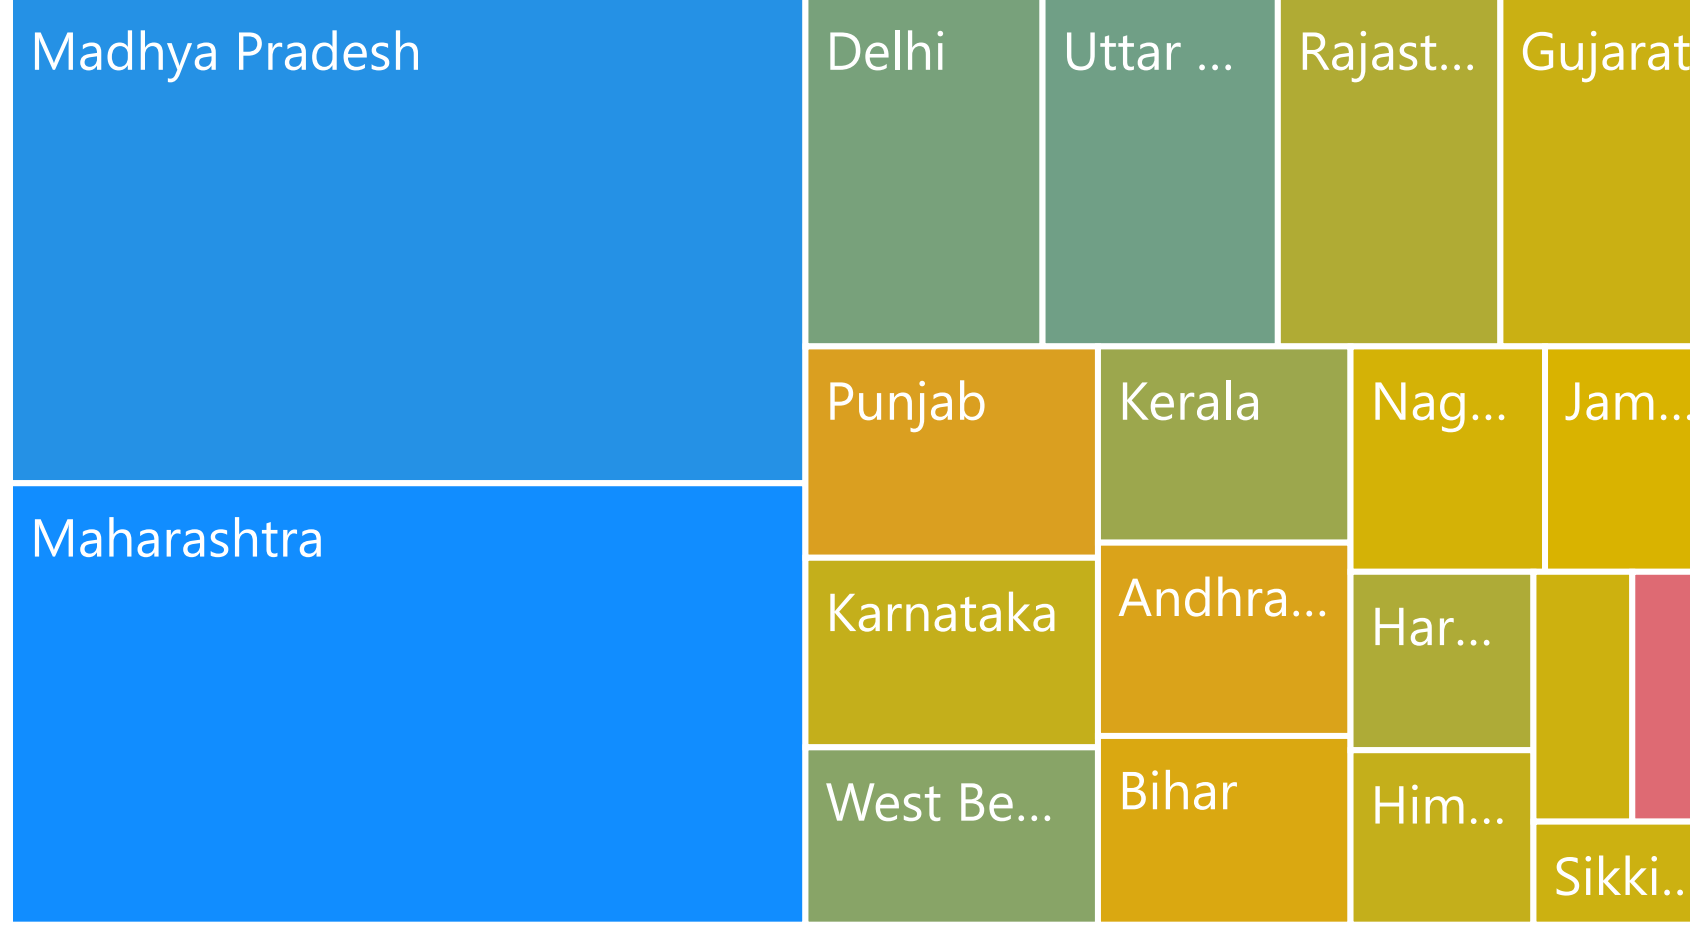 Madhya Pradesh
Maharashtra
Delhi
Uttar ...
Rajast...
Gujarat
Punjab
Kerala
Nag...
Jam...
Karnataka
Andhra...
Har...
West Be...
Bihar
Him...
Sikki..